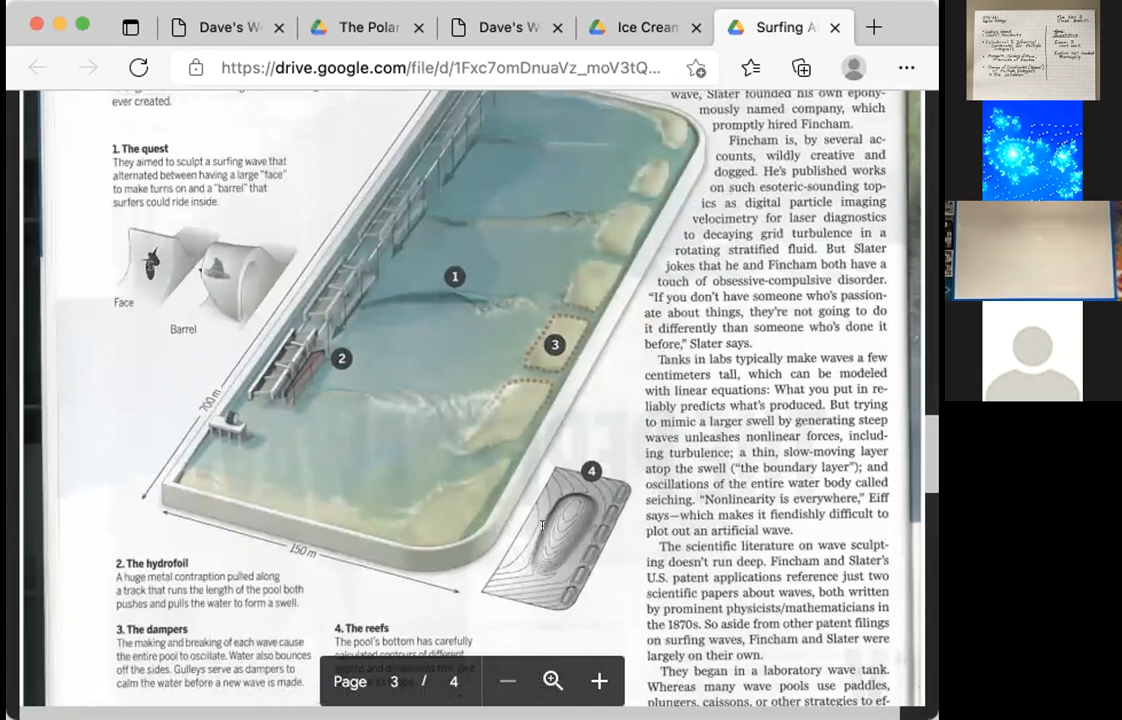 Dave's W
The Polar
Dave's W
Ice Cream
Surfing A
https://drive.google.com/file/d/1Fxc7omDnuaVz_moV3tQ...
ever created.
1. The quest
They aimed to sculpt a surfing wave that
alternated between having a large "face"
to make turns on and a "barrel" that
surfers could ride inside.
Face
Barrel
1
2
3
4
700 m
150 m
2. The hydrofoil
A huge metal contraption pulled along
a track that runs the length of the pool both
pushes and pulls the water to form a swell.
3. The dampers
The making and breaking of each wave cause
the entire pool to oscillate. Water also bounces
off the sides. Gulleys serve as dampers to
calm the water before a new wave is made.
4. The reefs
The pool's bottom has carefully
calculated contours of different
Page 3 / 4
wave, Slater founded his own epony-
mously named company, which
promptly hired Fincham.
Fincham is, by several ac-
counts, wildly creative and
dogged. He's published works
on such esoteric-sounding top-
ics as digital particle imaging
velocimetry for laser diagnostics
to decaying grid turbulence in a
rotating stratified fluid. But Slater
jokes that he and Fincham both have a
touch of obsessive-compulsive disorder.
"If you don't have someone who's passion-
ate about things, they're not going to do
it differently than someone who's done it
before," Slater says.
Tanks in labs typically make waves a few
centimeters tall, which can be modeled
with linear equations: What you put in re-
liably predicts what's produced. But trying
to mimic a larger swell by generating steep
waves unleashes nonlinear forces, includ-
ing turbulence; a thin, slow-moving layer
atop the swell ("the boundary layer"); and
oscillations of the entire water body called
seiching. "Nonlinearity is everywhere," Eiff
says—which makes it fiendishly difficult to
plot out an artificial wave.
The scientific literature on wave sculpt-
ing doesn't run deep. Fincham and Slater's
U.S. patent applications reference just two
scientific papers about waves, both written
by prominent physicists/mathematicians in
the 1870s. So aside from other patent filings
on surfing waves, Fincham and Slater were
largely on their own.
They began in a laboratory wave tank.
Whereas many wave pools use paddles,
plungers, caissons, or other strategies to ef-